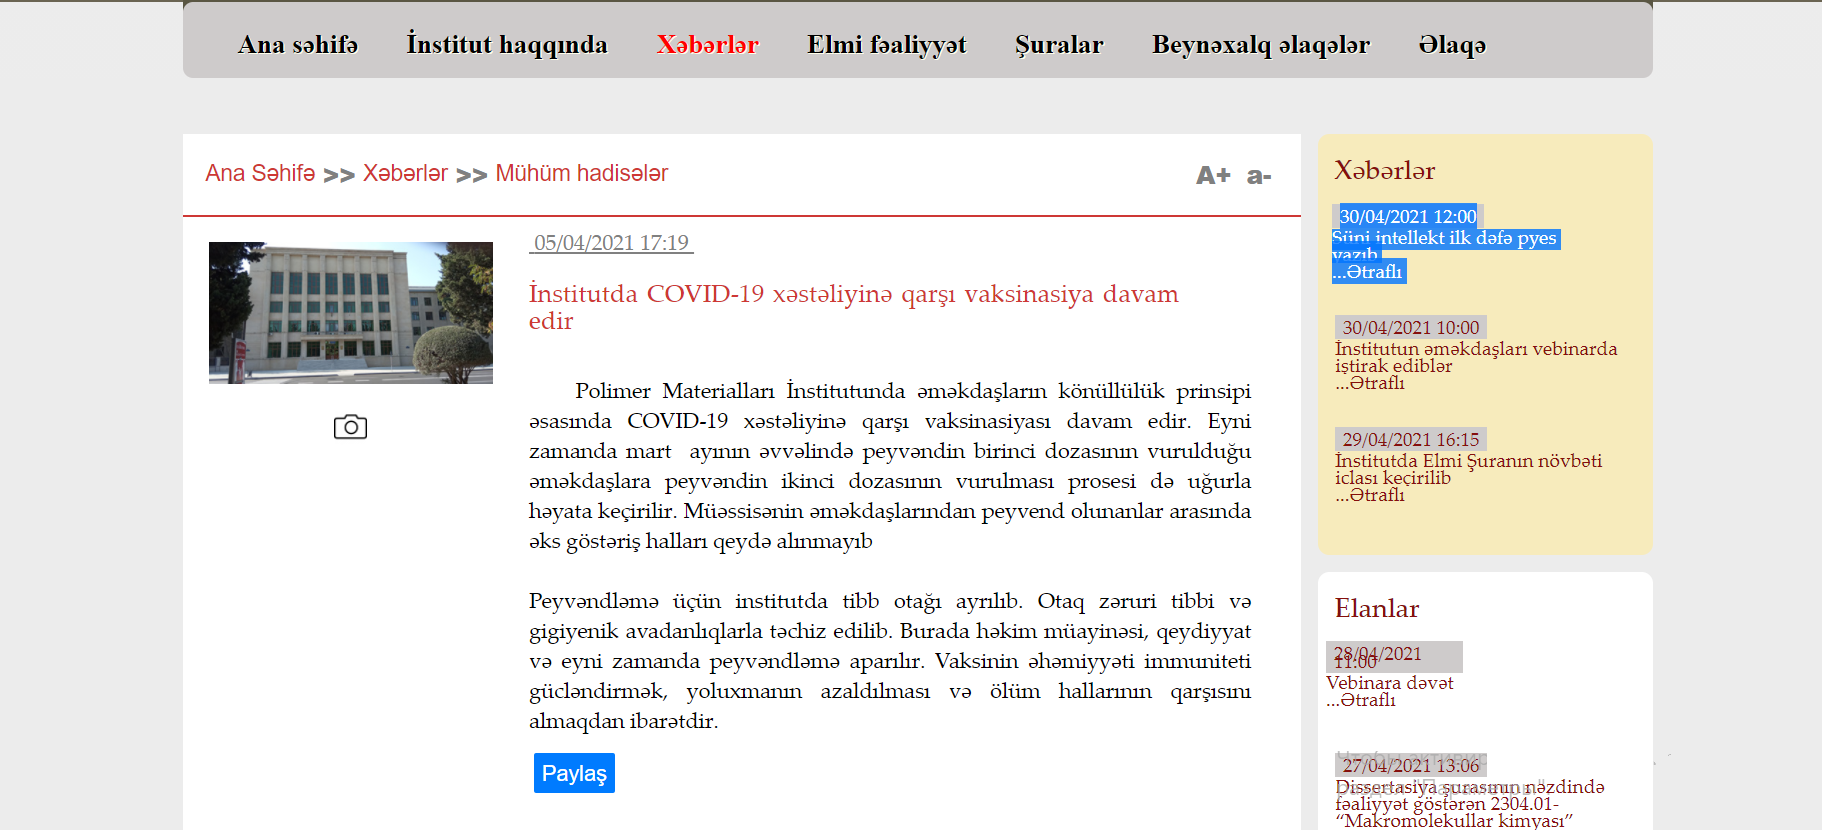 Ana səhifə İnstitut haqqında Xəbərlər Elmi fəaliyyət Şuralar Beynəxalq əlaqələr Əlaqə
Ana Səhifə >> Xəbərlər >> Mühüm hadisələr
A+ a-
05/04/2021 17:19
İnstitutda COVID-19 xəstəliyinə qarşı vaksinasiya davam
edir
Polimer Materialları İnstitutunda əməkdaşların könüllülük prinsipi
əsasında COVID-19 xəstəliyinə qarşı vaksinasiyası davam edir. Eyni
zamanda mart ayının əvvəlində peyvəndin birinci dozasının vurulduğu
əməkdaşlara peyvəndin ikinci dozasının vurulması prosesi də uğurla
həyata keçirilir. Müəssisənin əməkdaşlarından peyvend olunanlar arasında
əks göstəriş halları qeydə alınmayıb
Peyvəndləmə üçün institutda tibb otağı ayrılıb. Otaq zəruri tibbi və
gigiyenik avadanlıqlarla təchiz edilib. Burada həkim müayinəsi, qeydiyyat
və eyni zamanda peyvəndləmə aparılır. Vaksinin əhəmiyyəti immuniteti
gücləndirmək, yoluxmanın azaldılması və ölüm hallarının qarşısını
almaqdan ibarətdir.
Paylaş
Xəbərlər
30/04/2021 12:00
Süni intellekt ilk dəfə pyes
yazıb
...Ətraflı
30/04/2021 10:00
İnstitutun əməkdaşları vebinarda
iştirak ediblər
...Ətraflı
29/04/2021 16:15
İnstitutda Elmi Şuranın növbəti
iclası keçirilib
...Ətraflı
Elanlar
28/04/2021
11:00
Vebinara dəvət
...Ətraflı
27/04/2021 13:06
Dissertasiya şurasının nəzdində
fəaliyyət göstərən 2304.01-
“Makromolekullar kimyası”